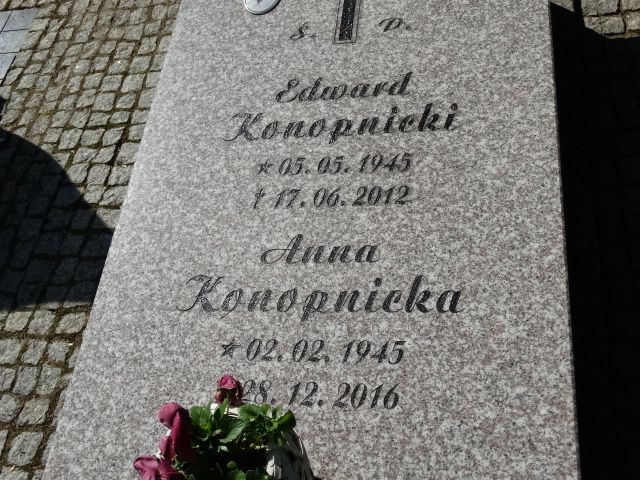 Ś. P.
Edward
Konopnicki
★ 05. 05. 1945
† 17. 06. 2012
Anna
Konopnicka
★ 02. 02. 1945
28. 12. 2016